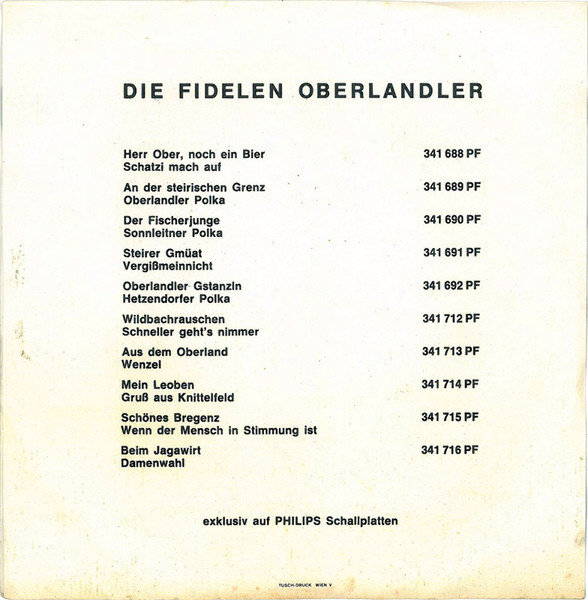 DIE FIDELEN OBERLANDLER
Herr Ober, noch ein Bier 341 688 PF
Schatzi mach auf
An der steirischen Grenz 341 689 PF
Oberlandler Polka
Der Fischerjunge 341 690 PF
Sonnleitner Polka
Steirer Gmüat 341 691 PF
Vergißmeinnicht
Oberlandler Gstanzln 341 692 PF
Hetzendorfer Polka
Wildbachrauschen 341 712 PF
Schneller geht's nimmer
Aus dem Oberland 341 713 PF
Wenzel
Mein Leoben 341 714 PF
Gruß aus Knittelfeld
Schönes Bregenz 341 715 PF
Wenn der Mensch in Stimmung ist
Beim Jagawirt 341 716 PF
Damenwahl
exklusiv auf PHILIPS Schallplatten
TUSCH-DRUCK WIEN V